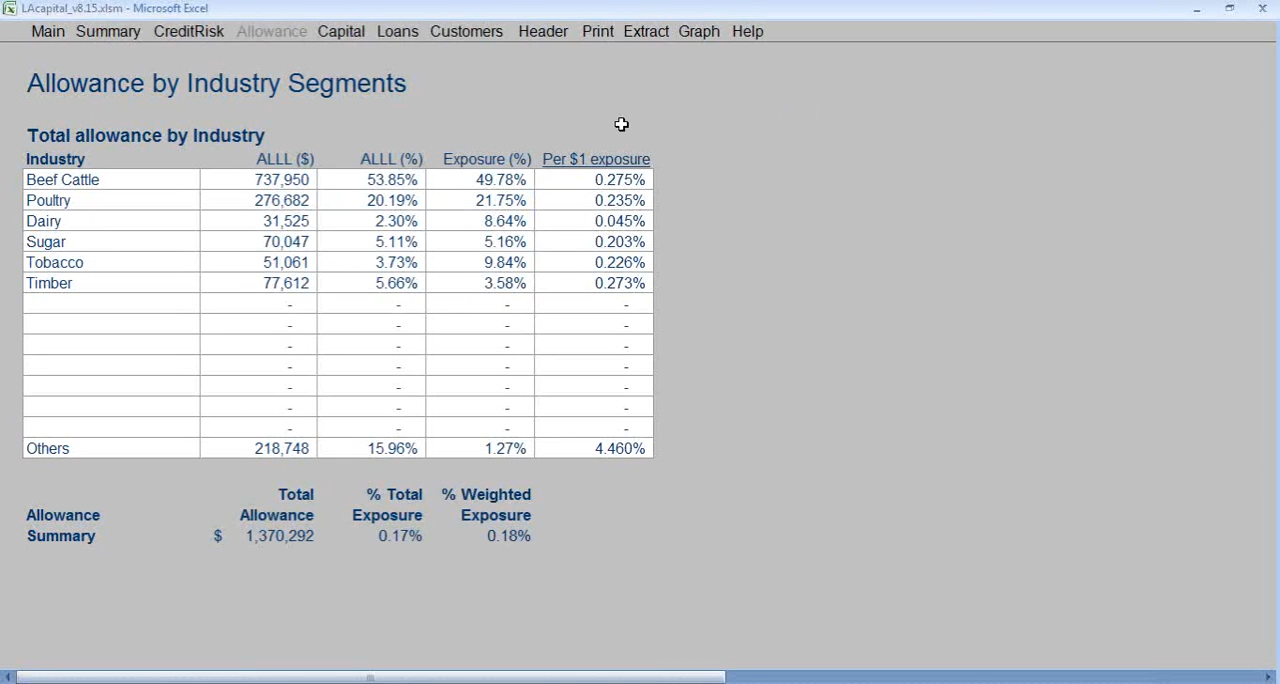 LAcapital_v8.15.xlsm - Microsoft Excel
Main Summary CreditRisk Allowance Capital Loans Customers Header Print Extract Graph Help
Allowance by Industry Segments
Total allowance by Industry
Industry ALLL ($) ALLL (%) Exposure (%) Per $1 exposure
Beef Cattle 737,950 53.85% 49.78% 0.275%
Poultry 276,682 20.19% 21.75% 0.235%
Dairy 31,525 2.30% 8.64% 0.045%
Sugar 70,047 5.11% 5.16% 0.203%
Tobacco 51,061 3.73% 9.84% 0.226%
Timber 77,612 5.66% 3.58% 0.273%
- - - -
- - - -
- - - -
- - - -
- - - -
- - - -
- - - -
Others 218,748 15.96% 1.27% 4.460%
Total % Total % Weighted
Allowance Allowance Exposure Exposure
Summary $ 1,370,292 0.17% 0.18%